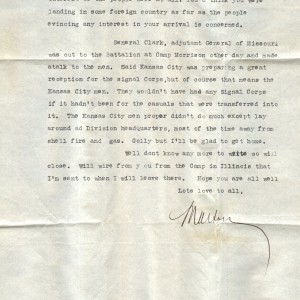 landing in some foreign country as far as the people
evincing any interest in your arrival is concerned.
General Clark, adjutant General of Missouri
was out to the Battalion at Camp Morrison other day and made
atalk to the men. Said Kansas City was preparing a great
reception for the signal Corps,but of course that means the
Kansas City men. They couldn't have had any Signal Corps
if it hadn't been for the casuals that were transferred into
it. The Kansas City men proper didn't do much except lay
around ad Division headquarters, most of the time away from
shell fire and gas. Golly but I'll be glad to get home.
Well dont know any more to write so will
close. Will wire from y ou from the Camp in Illinois that
I'm sent to when I will leave there. Hope you are all well
Lots love to all,